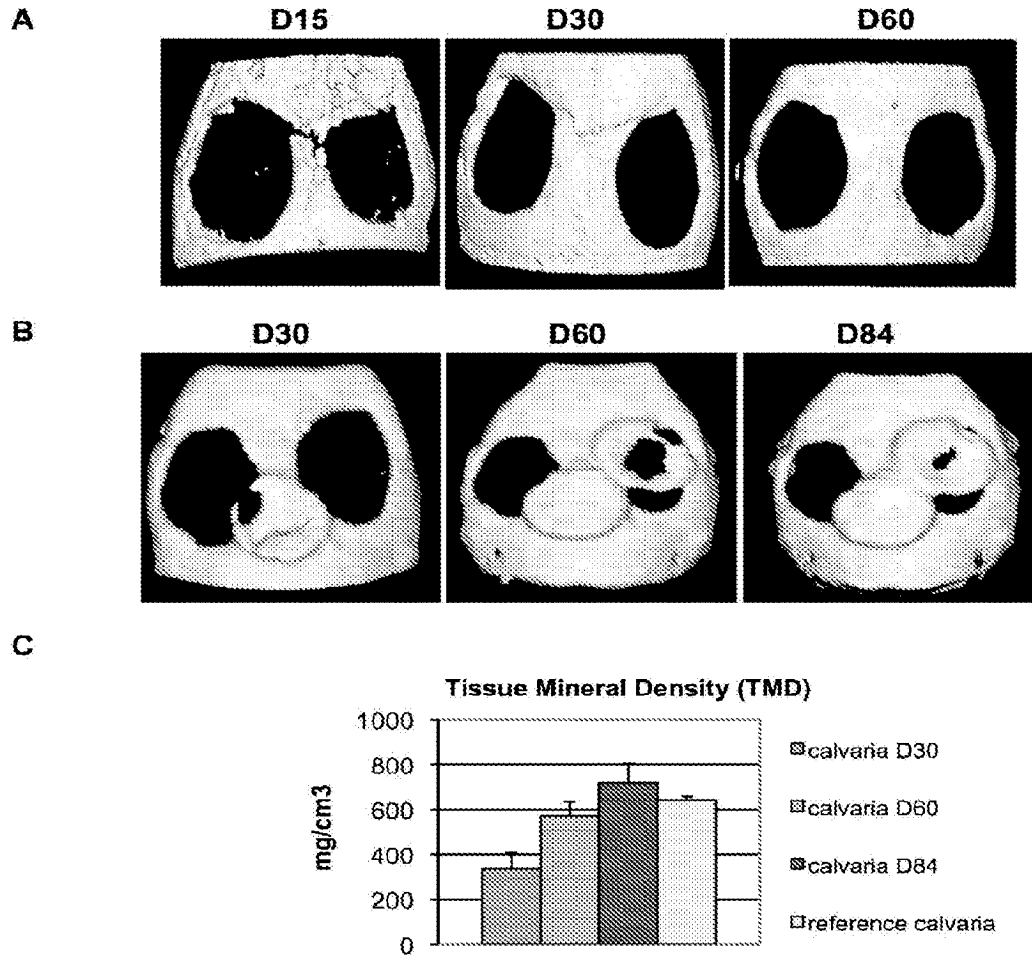 A
D15 D30 D60
B
D30 D60 D84
C
Tissue Mineral Density (TMD)
1000
800
600
400
200
0
mg/cm3
calvaria D30
calvaria D60
calvaria D84
reference calvaria